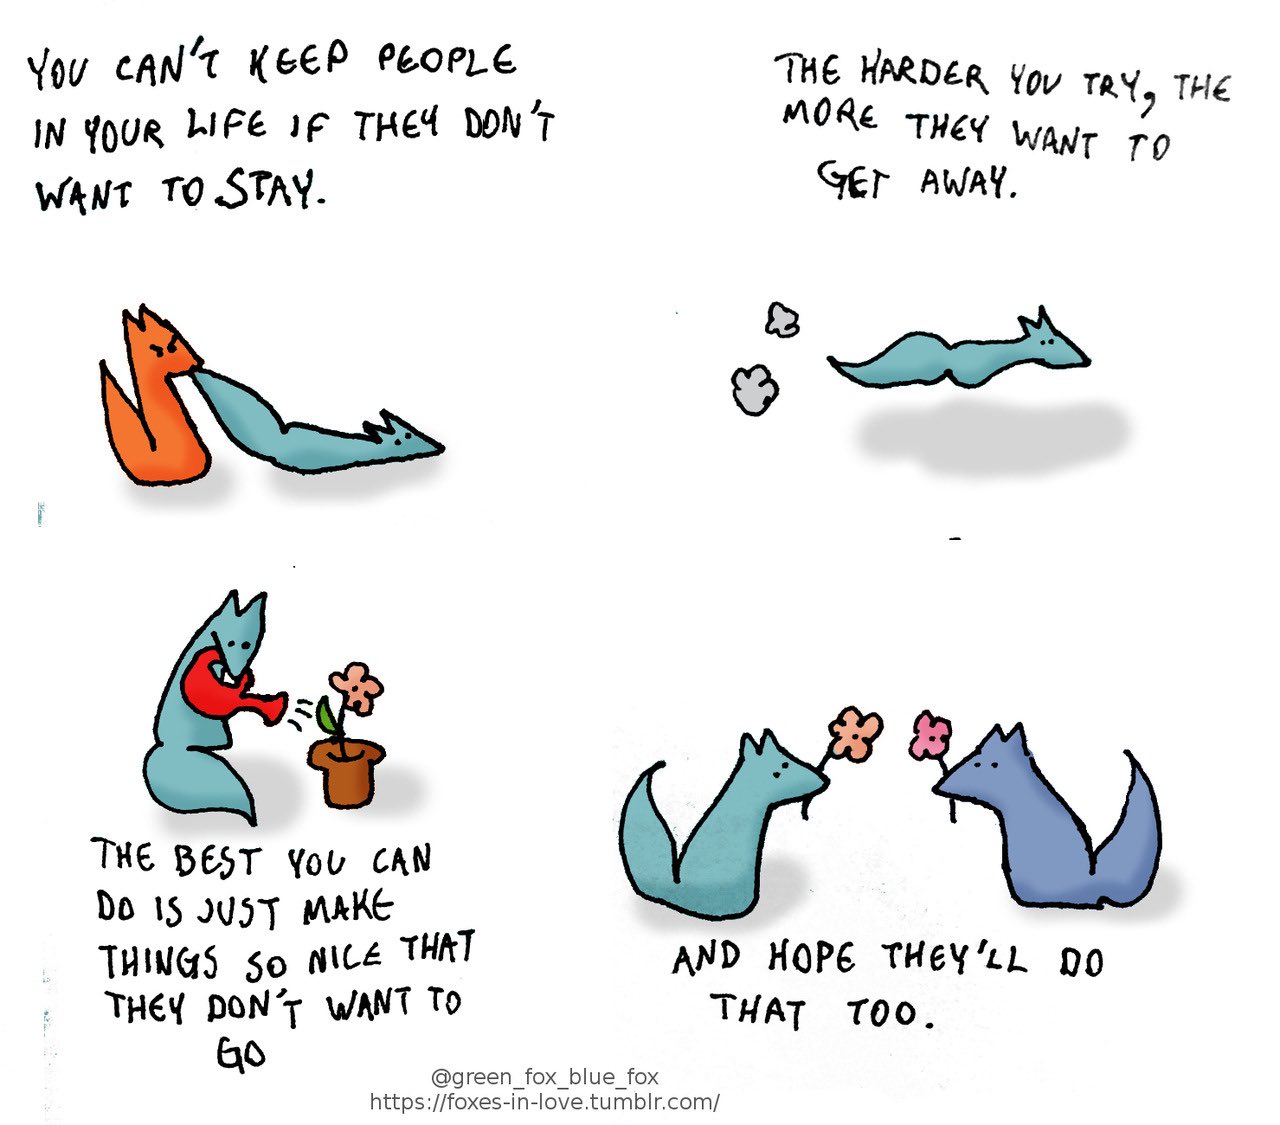 YOU CAN'T KEEP PEOPLE
IN YOUR LIFE IF THEY DON'T
WANT TO STAY.
THE HARDER YOU TRY, THE
MORE THEY WANT TO
GET AWAY.
THE BEST YOU CAN
DO IS JUST MAKE
THINGS SO NICE THAT
THEY DON'T WANT TO
GO
AND HOPE THEY'LL DO
THAT TOO.
@green_fox_blue_fox
https://foxes-in-love.tumblr.com/